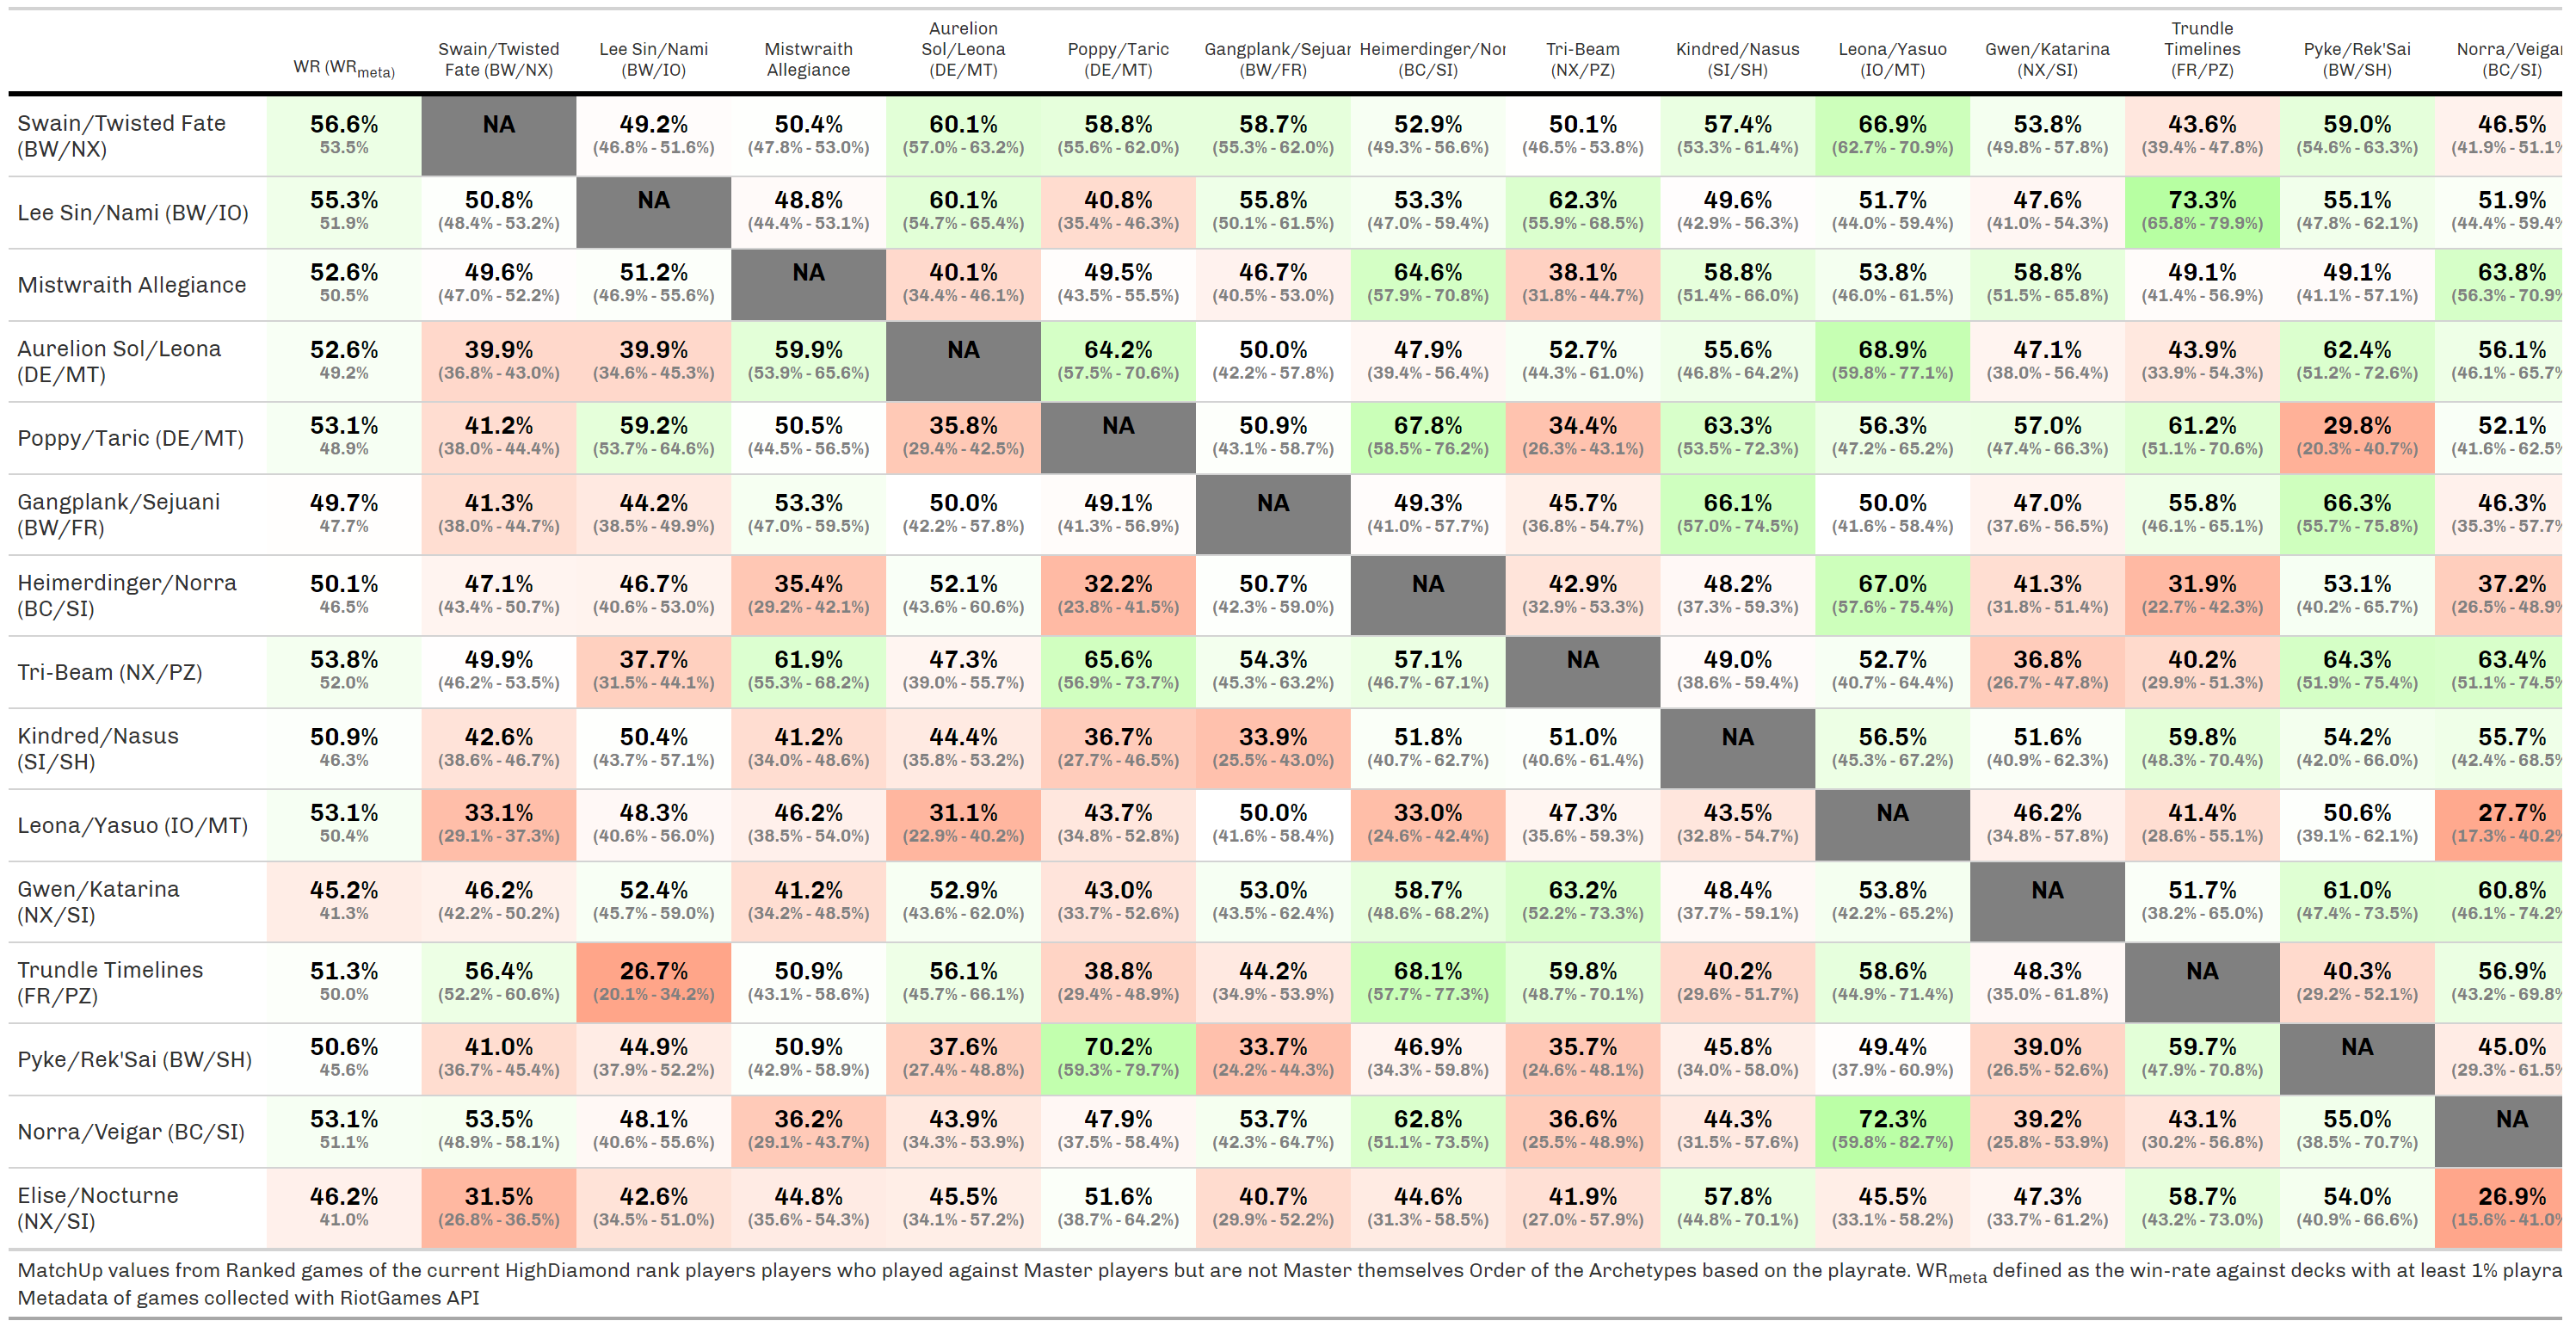 WR (WRmeta) Swain/Twisted Fate (BW/NX) Lee Sin/Nami (BW/IO) Mistwraith Allegiance Aurelion Sol/Leona (DE/MT) Poppy/Taric (DE/MT) Gangplank/Sejuar (BW/FR) Heimerdinger/Nor (BC/SI) Tri-Beam (NX/PZ) Kindred/Nasus (SI/SH) Leona/Yasuo (IO/MT) Gwen/Katarina (NX/SI) Trundle Timelines (FR/PZ) Pyke/Rek'Sai (BW/SH) Norra/Veigar (BC/SI)
Swain/Twisted Fate (BW/NX) 56.6% NA 49.2% 50.4% 60.1% 58.8% 58.7% 52.9% 50.1% 57.4% 66.9% 53.8% 43.6% 59.0% 46.5%
53.5% (46.8% - 51.6%) (47.8% - 53.0%) (57.0% - 63.2%) (55.6% - 62.0%) (55.3% - 62.0%) (49.3% - 56.6%) (46.5% - 53.8%) (53.3% - 61.4%) (62.7% - 70.9%) (49.8% - 57.8%) (39.4% - 47.8%) (54.6% - 63.3%) (41.9% - 51.1%
Lee Sin/Nami (BW/IO) 55.3% 50.8% NA 48.8% 60.1% 40.8% 55.8% 53.3% 62.3% 49.6% 51.7% 47.6% 73.3% 55.1% 51.9%
51.9% (48.4% - 53.2%) (44.4% - 53.1%) (54.7% - 65.4%) (35.4% - 46.3%) (50.1% - 61.5%) (47.0% - 59.4%) (55.9% - 68.5%) (42.9% - 56.3%) (44.0% - 59.4%) (41.0% - 54.3%) (65.8% - 79.9%) (47.8% - 62.1%) (44.4% - 59.4%
Mistwraith Allegiance 52.6% 49.6% 51.2% NA 40.1% 49.5% 46.7% 64.6% 38.1% 58.8% 53.8% 58.8% 49.1% 49.1% 63.8%
50.5% (47.0% - 52.2%) (46.9% - 55.6%) (34.4% - 46.1%) (43.5% - 55.5%) (40.5% - 53.0%) (57.9% - 70.8%) (31.8% - 44.7%) (51.4% - 66.0%) (46.0% - 61.5%) (51.5% - 65.8%) (41.4% - 56.9%) (41.1% - 57.1%) (56.3% - 70.9%
Aurelion Sol/Leona (DE/MT) 52.6% 39.9% 39.9% 59.9% NA 64.2% 50.0% 47.9% 52.7% 55.6% 68.9% 47.1% 43.9% 62.4% 56.1%
49.2% (36.8% - 43.0%) (34.6% - 45.3%) (53.9% - 65.6%) (57.5% - 70.6%) (42.2% - 57.8%) (39.4% - 56.4%) (44.3% - 61.0%) (46.8% - 64.2%) (59.8% - 77.1%) (38.0% - 56.4%) (33.9% - 54.3%) (51.2% - 72.6%) (46.1% - 65.7%
Poppy/Taric (DE/MT) 53.1% 41.2% 59.2% 50.5% 35.8% NA 50.9% 67.8% 34.4% 63.3% 56.3% 57.0% 61.2% 29.8% 52.1%
48.9% (38.0% - 44.4%) (53.7% - 64.6%) (44.5% - 56.5%) (29.4% - 42.5%) (43.1% - 58.7%) (58.5% - 76.2%) (26.3% - 43.1%) (53.5% - 72.3%) (47.2% - 65.2%) (47.4% - 66.3%) (51.1% - 70.6%) (20.3% - 40.7%) (41.6% - 62.5%
Gangplank/Sejuani (BW/FR) 49.7% 41.3% 44.2% 53.3% 50.0% 49.1% NA 49.3% 45.7% 66.1% 50.0% 47.0% 55.8% 66.3% 46.3%
47.7% (38.0% - 44.7%) (38.5% - 49.9%) (47.0% - 59.5%) (42.2% - 57.8%) (41.3% - 56.9%) (41.0% - 57.7%) (36.8% - 54.7%) (57.0% - 74.5%) (41.6% - 58.4%) (37.6% - 56.5%) (46.1% - 65.1%) (55.7% - 75.8%) (35.3% - 57.7%
Heimerdinger/Norra (BC/SI) 50.1% 47.1% 46.7% 35.4% 52.1% 32.2% 50.7% NA 42.9% 48.2% 67.0% 41.3% 31.9% 53.1% 37.2%
46.5% (43.4% - 50.7%) (40.6% - 53.0%) (29.2% - 42.1%) (43.6% - 60.6%) (23.8% - 41.5%) (42.3% - 59.0%) (32.9% - 53.3%) (37.3% - 59.3%) (57.6% - 75.4%) (31.8% - 51.4%) (22.7% - 42.3%) (40.2% - 65.7%) (26.5% - 48.9%
Tri-Beam (NX/PZ) 53.8% 49.9% 37.7% 61.9% 47.3% 65.6% 54.3% 57.1% NA 49.0% 52.7% 36.8% 40.2% 64.3% 63.4%
52.0% (46.2% - 53.5%) (31.5% - 44.1%) (55.3% - 68.2%) (39.0% - 55.7%) (56.9% - 73.7%) (45.3% - 63.2%) (46.7% - 67.1%) (38.6% - 59.4%) (40.7% - 64.4%) (26.7% - 47.8%) (29.9% - 51.3%) (51.9% - 75.4%) (51.1% - 74.5%
Kindred/Nasus (SI/SH) 50.9% 42.6% 50.4% 41.2% 44.4% 36.7% 33.9% 51.8% 51.0% NA 56.5% 51.6% 59.8% 54.2% 55.7%
46.3% (38.6% - 46.7%) (43.7% - 57.1%) (34.0% - 48.6%) (35.8% - 53.2%) (27.7% - 46.5%) (25.5% - 43.0%) (40.7% - 62.7%) (40.6% - 61.4%) (45.3% - 67.2%) (40.9% - 62.3%) (48.3% - 70.4%) (42.0% - 66.0%) (42.4% - 68.5%
Leona/Yasuo (IO/MT) 53.1% 33.1% 48.3% 46.2% 31.1% 43.7% 50.0% 33.0% 47.3% 43.5% NA 46.2% 41.4% 50.6% 27.7%
50.4% (29.1% - 37.3%) (40.6% - 56.0%) (38.5% - 54.0%) (22.9% - 40.2%) (34.8% - 52.8%) (41.6% - 58.4%) (24.6% - 42.4%) (35.6% - 59.3%) (32.8% - 54.7%) (34.8% - 57.8%) (28.6% - 55.1%) (39.1% - 62.1%) (17.3% - 40.2%
Gwen/Katarina (NX/SI) 45.2% 46.2% 52.4% 41.2% 52.9% 43.0% 53.0% 58.7% 63.2% 48.4% 53.8% NA 51.7% 61.0% 60.8%
41.3% (42.2% - 50.2%) (45.7% - 59.0%) (34.2% - 48.5%) (43.6% - 62.0%) (33.7% - 52.6%) (43.5% - 62.4%) (48.6% - 68.2%) (52.2% - 73.3%) (37.7% - 59.1%) (42.2% - 65.2%) (38.2% - 65.0%) (47.4% - 73.5%) (46.1% - 74.2%
Trundle Timelines (FR/PZ) 51.3% 56.4% 26.7% 50.9% 56.1% 38.8% 44.2% 68.1% 59.8% 40.2% 58.6% 48.3% NA 40.3% 56.9%
50.0% (52.2% - 60.6%) (20.1% - 34.2%) (43.1% - 58.6%) (45.7% - 66.1%) (29.4% - 48.9%) (34.9% - 53.9%) (57.7% - 77.3%) (48.7% - 70.1%) (29.6% - 51.7%) (44.9% - 71.4%) (35.0% - 61.8%) (29.2% - 52.1%) (43.2% - 69.8%
Pyke/Rek'Sai (BW/SH) 50.6% 41.0% 44.9% 50.9% 37.6% 70.2% 33.7% 46.9% 35.7% 45.8% 49.4% 39.0% 59.7% NA 45.0%
45.6% (36.7% - 45.4%) (37.9% - 52.2%) (42.9% - 58.9%) (27.4% - 48.8%) (59.3% - 79.7%) (24.2% - 44.3%) (34.3% - 59.8%) (24.6% - 48.1%) (34.0% - 58.0%) (37.9% - 60.9%) (26.5% - 52.6%) (47.9% - 70.8%) (29.3% - 61.5%
Norra/Veigar (BC/SI) 53.1% 53.5% 48.1% 36.2% 43.9% 47.9% 53.7% 62.8% 36.6% 44.3% 72.3% 39.2% 43.1% 55.0% NA
51.1% (48.9% - 58.1%) (40.6% - 55.6%) (29.1% - 43.7%) (34.3% - 53.9%) (37.5% - 58.4%) (42.3% - 64.7%) (51.1% - 73.5%) (25.5% - 48.9%) (31.5% - 57.6%) (59.8% - 82.7%) (25.8% - 53.9%) (30.2% - 56.8%) (38.5% - 70.7%)
Elise/Nocturne (NX/SI) 46.2% 31.5% 42.6% 44.8% 45.5% 51.6% 40.7% 44.6% 41.9% 57.8% 45.5% 47.3% 58.7% 54.0% 26.9%
41.0% (26.8% - 36.5%) (34.5% - 51.0%) (35.6% - 54.3%) (34.1% - 57.2%) (38.7% - 64.2%) (29.9% - 52.2%) (31.3% - 58.5%) (27.0% - 57.9%) (44.8% - 70.1%) (33.1% - 58.2%) (33.7% - 61.2%) (43.2% - 73.0%) (40.9% - 66.6%) (15.6% - 41.0%
MatchUp values from Ranked games of the current HighDiamond rank players players who played against Master players but are not Master themselves Order of the Archetypes based on the playrate. WRmeta defined as the win-rate against decks with at least 1% playra
Metadata of games collected with RiotGames API